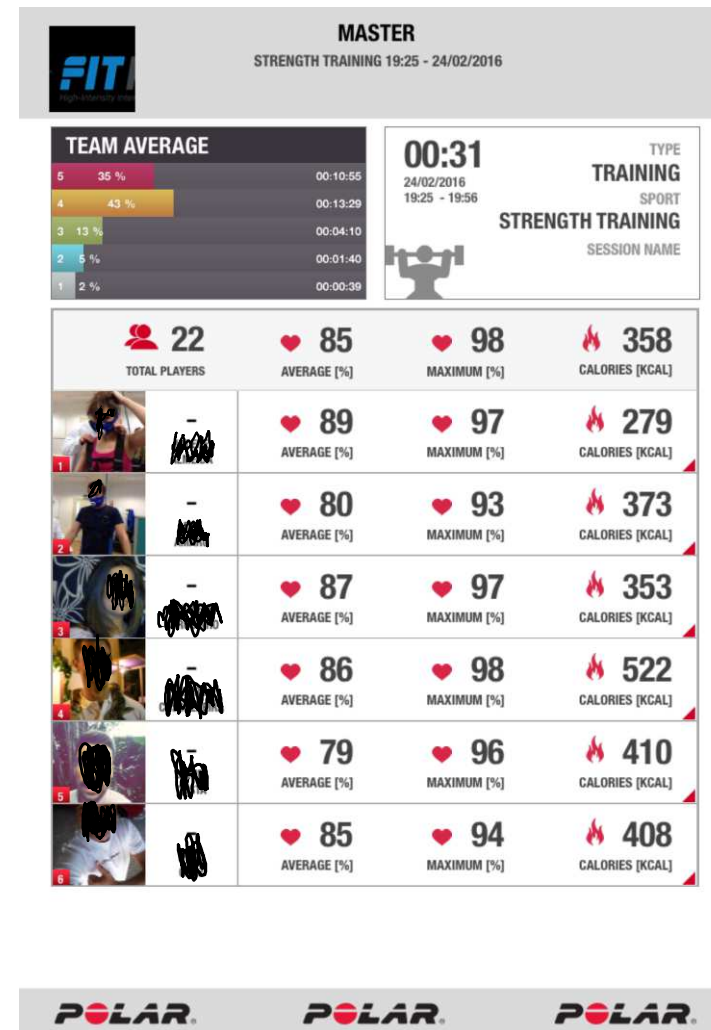 MASTER
STRENGTH TRAINING 19:25 - 24/02/2016
FIT
High-Intensity Inte
TEAM AVERAGE
5 35 % 00:10:55
4 43 % 00:13:29
3 13 % 00:04:10
2 5 % 00:01:40
1 2 % 00:00:39
00:31
24/02/2016
19:25 - 19:56
TYPE
TRAINING
SPORT
STRENGTH TRAINING
SESSION NAME
22 85 98 358
TOTAL PLAYERS AVERAGE [%] MAXIMUM [%] CALORIES [KCAL]
- 89 97 279
1 AVERAGE [%] MAXIMUM [%] CALORIES [KCAL]
- 80 93 373
2 AVERAGE [%] MAXIMUM [%] CALORIES [KCAL]
- 87 97 353
3 AVERAGE [%] MAXIMUM [%] CALORIES [KCAL]
- 86 98 522
4 AVERAGE [%] MAXIMUM [%] CALORIES [KCAL]
- 79 96 410
5 AVERAGE [%] MAXIMUM [%] CALORIES [KCAL]
85 94 408
6 AVERAGE [%] MAXIMUM [%] CALORIES [KCAL]
POLAR. POLAR. POLAR.